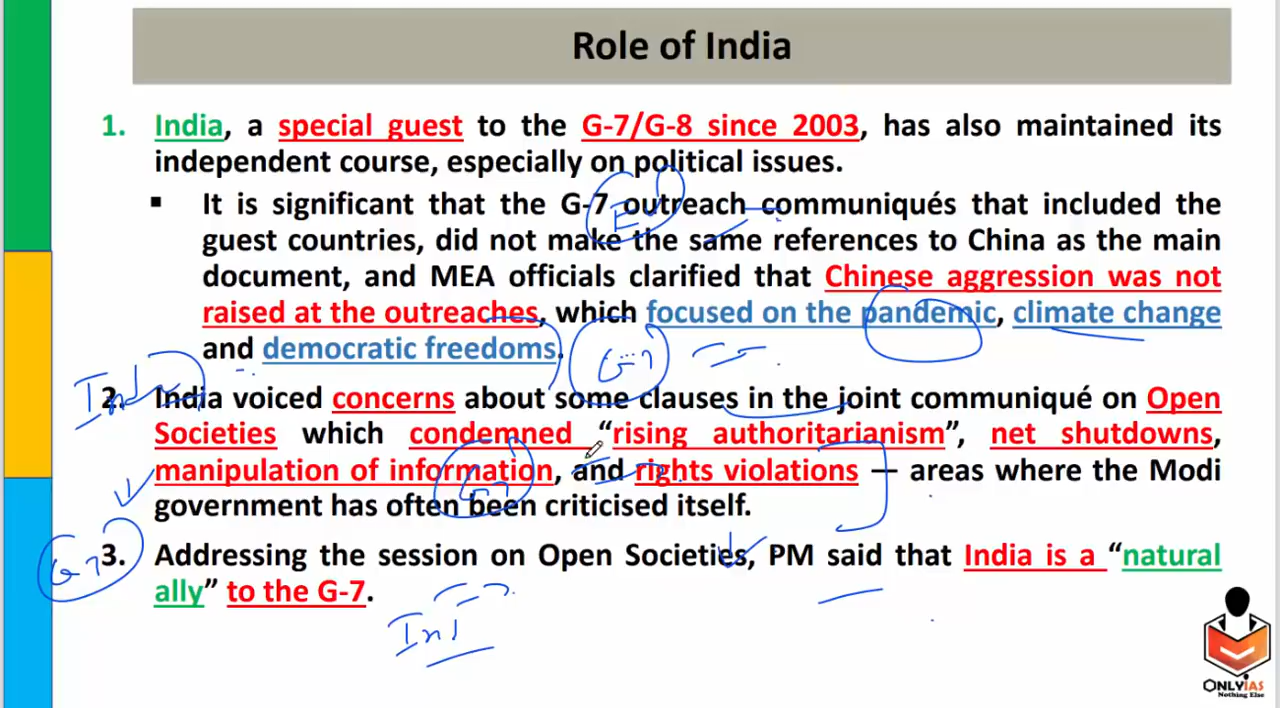 Role of India
1. India, a special guest to the G-7/G-8 since 2003, has also maintained its
independent course, especially on political issues.
▪ It is significant that the G-7 outreach communiqués that included the
guest countries, did not make the same references to China as the main
document, and MEA officials clarified that Chinese aggression was not
raised at the outreaches, which focused on the pandemic, climate change
and democratic freedoms.
E
G-7
India
2. India voiced concerns about some clauses in the joint communiqué on Open
Societies which condemned “rising authoritarianism”, net shutdowns,
manipulation of information, and rights violations — areas where the Modi
government has often been criticised itself.
G7
G7
3. Addressing the session on Open Societies, PM said that India is a “natural
ally” to the G-7.
Ind
ONLYIAS
Nothing Else